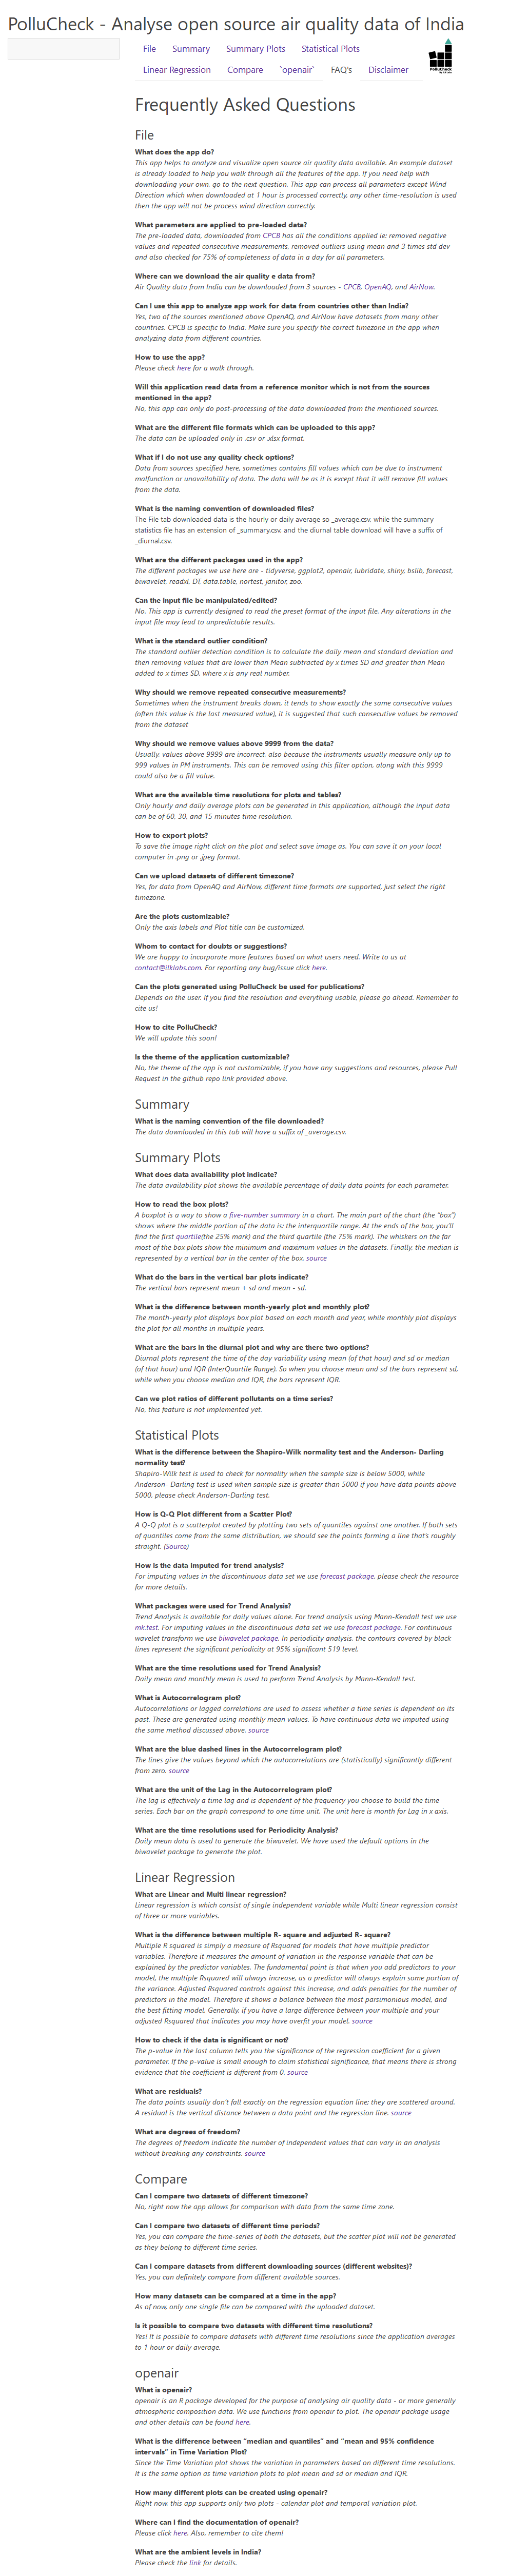 PolluCheck - Analyse open source air quality data of India
File Summary Summary Plots Statistical Plots
Linear Regression Compare `openair` FAQ's Disclaimer
PolluCheck
Frequently Asked Questions
File
What does the app do?
This app helps to analyze and visualize open source air quality data available. An example dataset
is already loaded to help you walk through all the features of the app. If you need help with
downloading your own, go to the next question. This app can process all parameters except Wind
Direction which when downloaded at 1 hour is processed correctly, any other time-resolution is used
then the app will not be process wind direction correctly.
What parameters are applied to pre-loaded data?
The pre-loaded data, downloaded from CPCB has all the conditions applied ie: removed negative
values and repeated consecutive measurements, removed outliers using mean and 3 times std dev
and also checked for 75% of completeness of data in a day for all parameters.
Where can we download the air quality e data from?
Air Quality data from India can be downloaded from 3 sources - CPCB, OpenAQ, and AirNow.
Can I use this app to analyze app work for data from countries other than India?
Yes, two of the sources mentioned above OpenAQ, and AirNow have datasets from many other
countries. CPCB is specific to India. Make sure you specify the correct timezone in the app when
analyzing data from different countries.
How to use the app?
Please check here for a walk through.
Will this application read data from a reference monitor which is not from the sources
mentioned in the app?
No, this app can only do post-processing of the data downloaded from the mentioned sources.
What are the different file formats which can be uploaded to this app?
The data can be uploaded only in .csv or .xlsx format.
What if I do not use any quality check options?
Data from sources specified here, sometimes contains fill values which can be due to instrument
malfunction or unavailability of data. The data will be as it is except that it will remove fill values
from the data.
What is the naming convention of downloaded files?
The File tab downloaded data is the hourly or daily average so _average.csv, while the summary
statistics file has an extension of _summary.csv, and the diurnal table download will have a suffix of
_diurnal.csv.
What are the different packages used in the app?
The different packages we use here are - tidyverse, ggplot2, openair, lubridate, shiny, bslib, forecast,
biwavelet, readxl, DT, data.table, nortest, janitor, zoo.
Can the input file be manipulated/edited?
No. This app is currently designed to read the preset format of the input file. Any alterations in the
input file may lead to unpredictable results.
What is the standard outlier condition?
The standard outlier detection condition is to calculate the daily mean and standard deviation and
then removing values that are lower than Mean subtracted by x times SD and greater than Mean
added to x times SD, where x is any real number.
Why should we remove repeated consecutive measurements?
Sometimes when the instrument breaks down, it tends to show exactly the same consecutive values
(often this value is the last measured value), it is suggested that such consecutive values be removed
from the dataset
Why should we remove values above 9999 from the data?
Usually, values above 9999 are incorrect, also because the instruments usually measure only up to
999 values in PM instruments. This can be removed using this filter option, along with this 9999
could also be a fill value.
What are the available time resolutions for plots and tables?
Only hourly and daily average plots can be generated in this application, although the input data
can be of 60, 30, and 15 minutes time resolution.
How to export plots?
To save the image right click on the plot and select save image as. You can save it on your local
computer in .png or .jpeg format.
Can we upload datasets of different timezone?
Yes, for data from OpenAQ and AirNow, different time formats are supported, just select the right
timezone.
Are the plots customizable?
Only the axis labels and Plot title can be customized.
Whom to contact for doubts or suggestions?
We are happy to incorporate more features based on what users need. Write to us at
contact@ilklabs.com. For reporting any bug/issue click here.
Can the plots generated using PolluCheck be used for publications?
Depends on the user. If you find the resolution and everything usable, please go ahead. Remember to
cite us!
How to cite PolluCheck?
We will update this soon!
Is the theme of the application customizable?
No, the theme of the app is not customizable, if you have any suggestions and resources, please Pull
Request in the github repo link provided above.
Summary
What is the naming convention of the file downloaded?
The data downloaded in this tab will have a suffix of _average.csv.
Summary Plots
What does data availability plot indicate?
The data availability plot shows the available percentage of daily data points for each parameter.
How to read the box plots?
A boxplot is a way to show a five-number summary in a chart. The main part of the chart (the "box")
shows where the middle portion of the data is: the interquartile range. At the ends of the box, you'll
find the first quartile(the 25% mark) and the third quartile (the 75% mark). The whiskers on the far
most of the box plots show the minimum and maximum values in the datasets. Finally, the median is
represented by a vertical bar in the center of the box. source
What do the bars in the vertical bar plots indicate?
The vertical bars represent mean + sd and mean - sd.
What is the difference between month-yearly plot and monthly plot?
The month-yearly plot displays box plot based on each month and year, while monthly plot displays
the plot for all months in multiple years.
What are the bars in the diurnal plot and why are there two options?
Diurnal plots represent the time of the day variability using mean (of that hour) and sd or median
(of that hour) and IQR (InterQuartile Range). So when you choose mean and sd the bars represent sd,
while when you choose median and IQR, the bars represent IQR.
Can we plot ratios of different pollutants on a time series?
No, this feature is not implemented yet.
Statistical Plots
What is the difference between the Shapiro-Wilk normality test and the Anderson- Darling
normality test?
Shapiro-Wilk test is used to check for normality when the sample size is below 5000, while
Anderson- Darling test is used when sample size is greater than 5000 if you have data points above
5000, please check Anderson-Darling test.
How is Q-Q Plot different from a Scatter Plot?
A Q-Q plot is a scatterplot created by plotting two sets of quantiles against one another. If both sets
of quantiles come from the same distribution, we should see the points forming a line that's roughly
straight. (Source)
How is the data imputed for trend analysis?
For imputing values in the discontinuous data set we use forecast package, please check the resource
for more details.
What packages were used for Trend Analysis?
Trend Analysis is available for daily values alone. For trend analysis using Mann-Kendall test we use
mk.test. For imputing values in the discontinuous data set we use forecast package. For continuous
wavelet transform we use biwavelet package. In periodicity analysis, the contours covered by black
lines represent the significant periodicity at 95% significant 519 level.
What are the time resolutions used for Trend Analysis?
Daily mean and monthly mean is used to perform Trend Analysis by Mann-Kendall test.
What is Autocorrelogram plot?
Autocorrelations or lagged correlations are used to assess whether a time series is dependent on its
past. These are generated using monthly mean values. To have continuous data we imputed using
the same method discussed above. source
What are the blue dashed lines in the Autocorrelogram plot?
The lines give the values beyond which the autocorrelations are (statistically) significantly different
from zero. source
What are the unit of the Lag in the Autocorrelogram plot?
The lag is effectively a time lag and is dependent of the frequency you choose to build the time
series. Each bar on the graph correspond to one time unit. The unit here is month for Lag in x axis.
What are the time resolutions used for Periodicity Analysis?
Daily mean data is used to generate the biwavelet. We have used the default options in the
biwavelet package to generate the plot.
Linear Regression
What are Linear and Multi linear regression?
Linear regression is which consist of single independent variable while Multi linear regression consist
of three or more variables.
What is the difference between multiple R- square and adjusted R- square?
Multiple R squared is simply a measure of Rsquared for models that have multiple predictor
variables. Therefore it measures the amount of variation in the response variable that can be
explained by the predictor variables. The fundamental point is that when you add predictors to your
model, the multiple Rsquared will always increase, as a predictor will always explain some portion of
the variance. Adjusted Rsquared controls against this increase, and adds penalties for the number of
predictors in the model. Therefore it shows a balance between the most parsimonious model, and
the best fitting model. Generally, if you have a large difference between your multiple and your
adjusted Rsquared that indicates you may have overfit your model. source
How to check if the data is significant or not?
The p-value in the last column tells you the significance of the regression coefficient for a given
parameter. If the p-value is small enough to claim statistical significance, that means there is strong
evidence that the coefficient is different from 0. source
What are residuals?
The data points usually don't fall exactly on the regression equation line; they are scattered around.
A residual is the vertical distance between a data point and the regression line. source
What are degrees of freedom?
The degrees of freedom indicate the number of independent values that can vary in an analysis
without breaking any constraints. source
Compare
Can I compare two datasets of different timezone?
No, right now the app allows for comparison with data from the same time zone.
Can I compare two datasets of different time periods?
Yes, you can compare the time-series of both the datasets, but the scatter plot will not be generated
as they belong to different time series.
Can I compare datasets from different downloading sources (different websites)?
Yes, you can definitely compare from different available sources.
How many datasets can be compared at a time in the app?
As of now, only one single file can be compared with the uploaded dataset.
Is it possible to compare two datasets with different time resolutions?
Yes! It is possible to compare datasets with different time resolutions since the application averages
to 1 hour or daily average.
openair
What is openair?
openair is an R package developed for the purpose of analysing air quality data - or more generally
atmospheric composition data. We use functions from openair to plot. The openair package usage
and other details can be found here.
What is the difference between "median and quantiles" and "mean and 95% confidence
intervals" in Time Variation Plot?
Since the Time Variation plot shows the variation in parameters based on different time resolutions.
It is the same option as time variation plots to plot mean and sd or median and IQR.
How many different plots can be created using openair?
Right now, this app supports only two plots - calendar plot and temporal variation plot.
Where can I find the documentation of openair?
Please click here. Also, remember to cite them!
What are the ambient levels in India?
Please check the link for details.